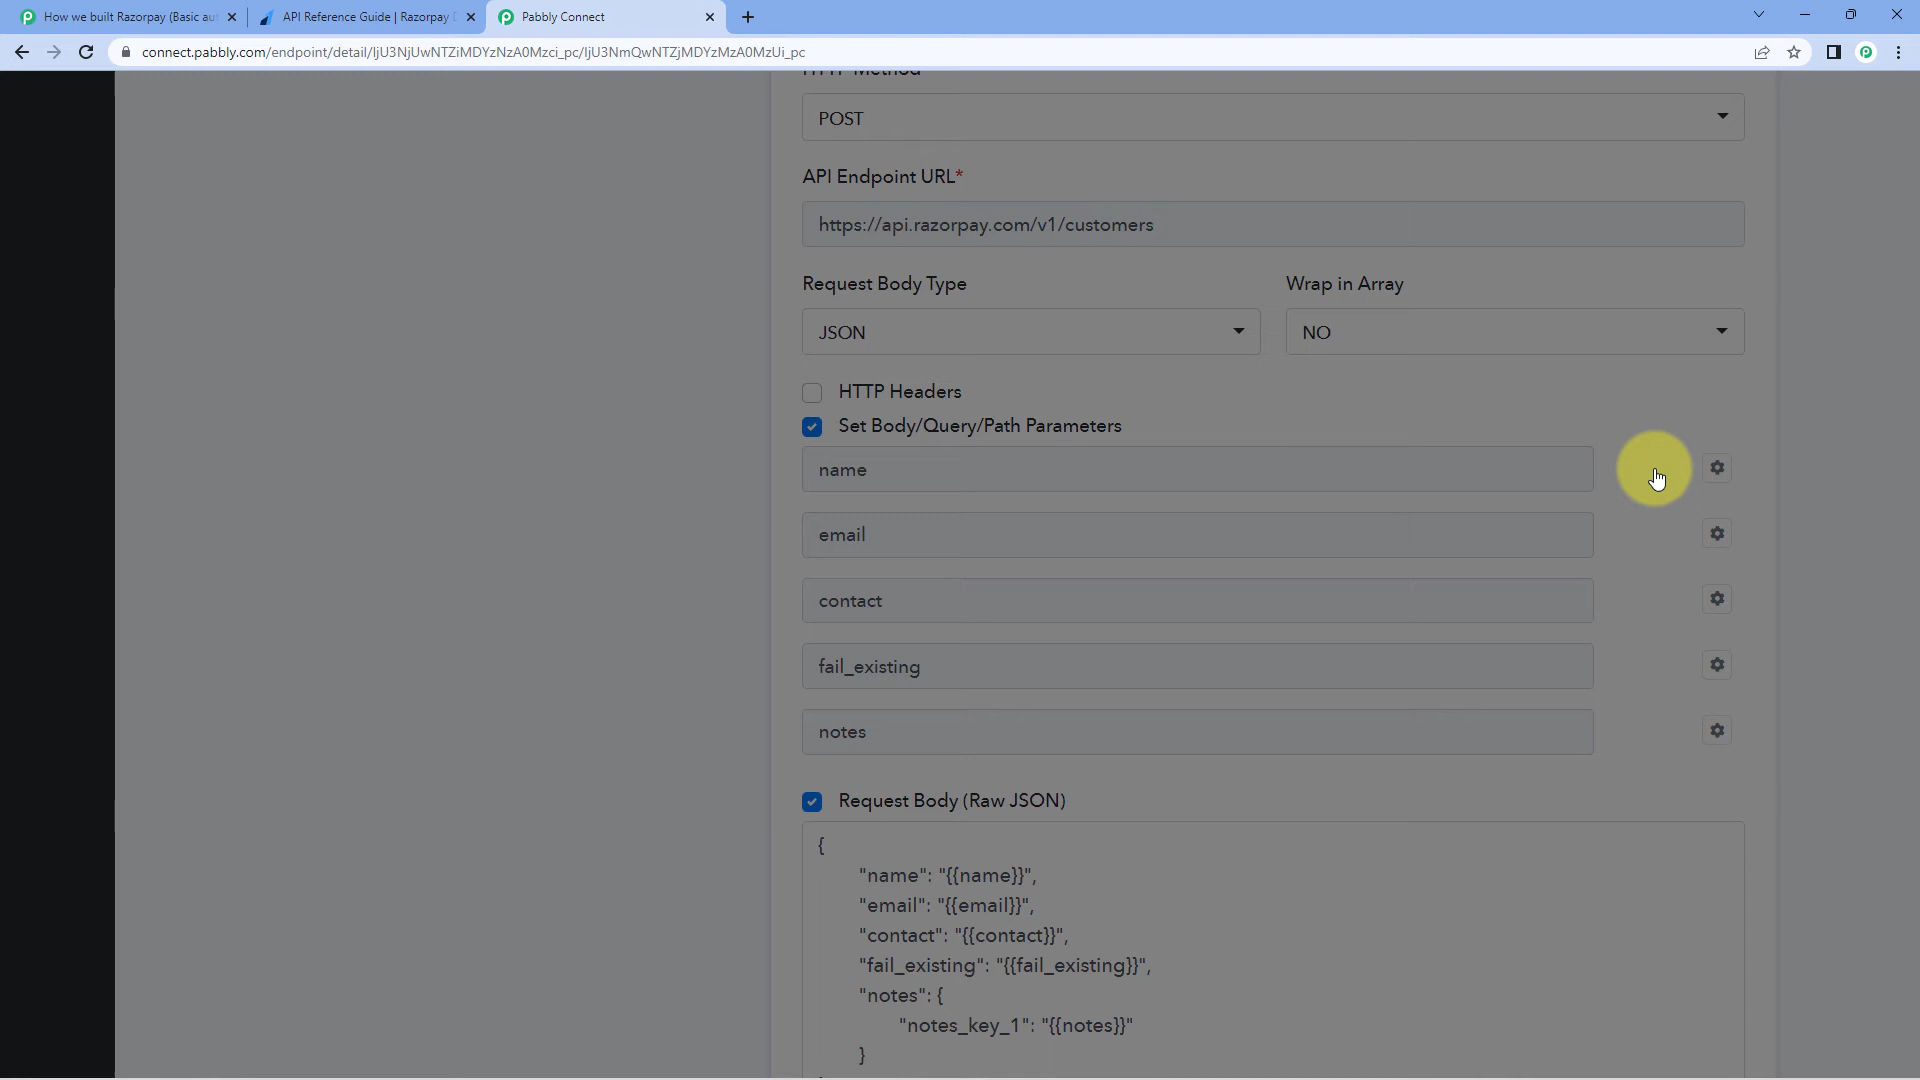 How we built Razorpay (Basic au
API Reference Guide | Razorpay D
Pabbly Connect
connect.pabbly.com/endpoint/detail/IjU3NjUwNTZiMDYzNzA0Mzci_pc/IjU3NmQwNTZjMDYzMzA0MzUi_pc
HTTP Method
POST
API Endpoint URL*
https://api.razorpay.com/v1/customers
Request Body Type
Wrap in Array
JSON
NO
HTTP Headers
Set Body/Query/Path Parameters
name
email
contact
fail_existing
notes
Request Body (Raw JSON)
{
"name": "{{name}}",
"email": "{{email}}",
"contact": "{{contact}}",
"fail_existing": "{{fail_existing}}",
"notes": {
"notes_key_1": "{{notes}}"
}